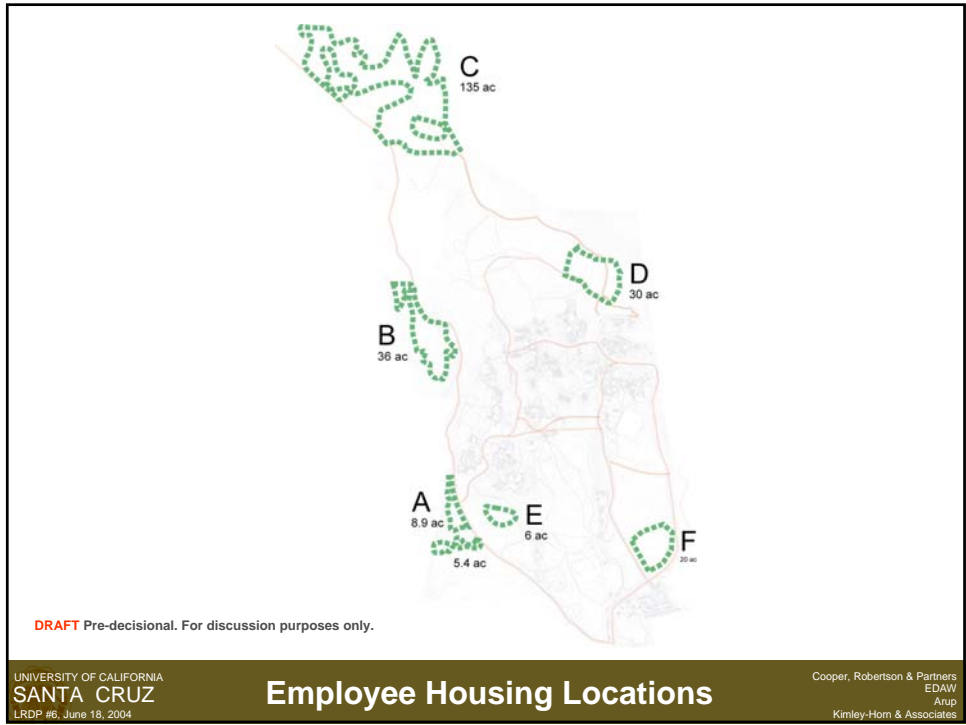 C
135 ac
D
30 ac
B
36 ac
A
8.9 ac
E
6 ac
5.4 ac
F
20 ac
DRAFT Pre-decisional. For discussion purposes only.
UNIVERSITY OF CALIFORNIA
SANTA CRUZ
LRDP #6, June 18, 2004
Employee Housing Locations
Cooper, Robertson & Partners
EDAW
Arup
Kimley-Horn & Associates